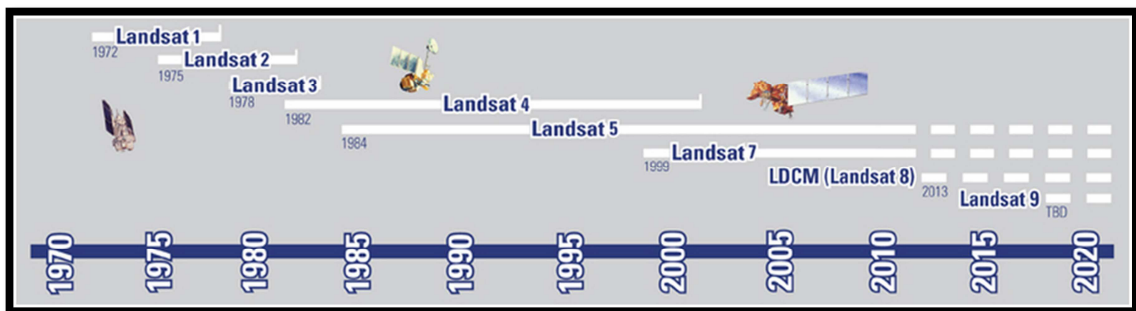 Landsat 1
1972
Landsat 2
1975
Landsat 3
1978
Landsat 4
1982
Landsat 5
1984
Landsat 7
1999
LDCM (Landsat 8)
2013
Landsat 9
TBD
1970 1975 1980 1985 1990 1995 2000 2005 2010 2015 2020